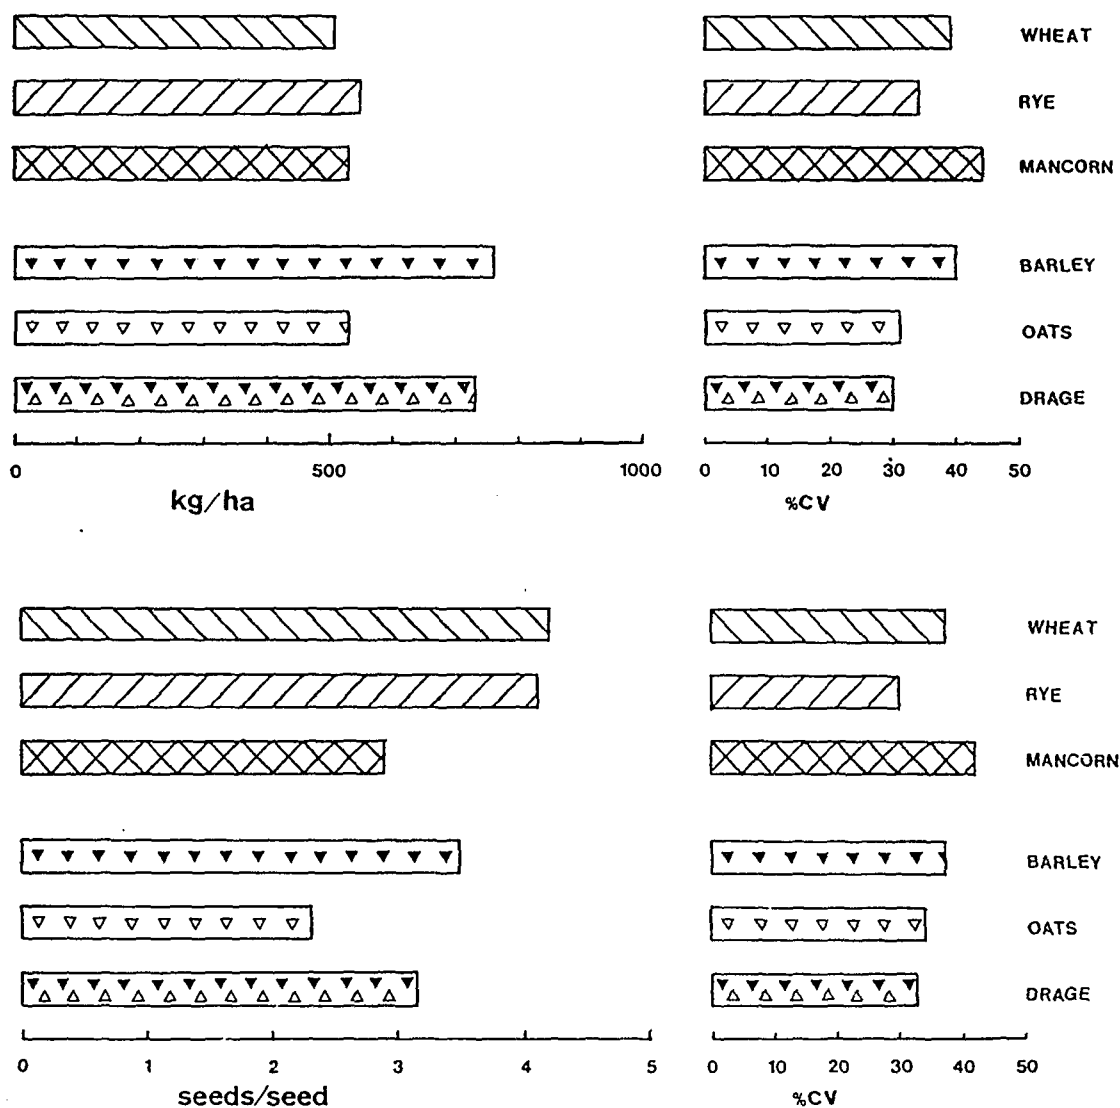 WHEAT
RYE
MANCORN
BARLEY
OATS
DRAGE
0 500 1000
kg/ha
0 10 20 30 40 50
%CV
WHEAT
RYE
MANCORN
BARLEY
OATS
DRAGE
0 1 2 3 4 5
seeds/seed
0 10 20 30 40 50
%CV